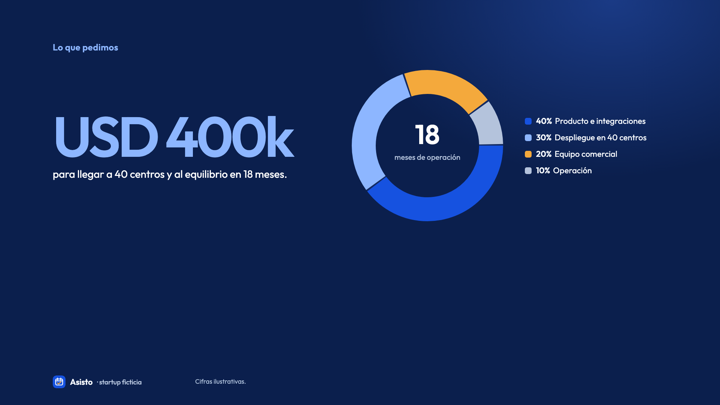 Lo que pedimos
USD 400k
para llegar a 40 centros y al equilibrio en 18 meses.
18
meses de operación
40% Producto e integraciones
30% Despliegue en 40 centros
20% Equipo comercial
10% Operación
Asisto · startup ficticia
Cifras ilustrativas.